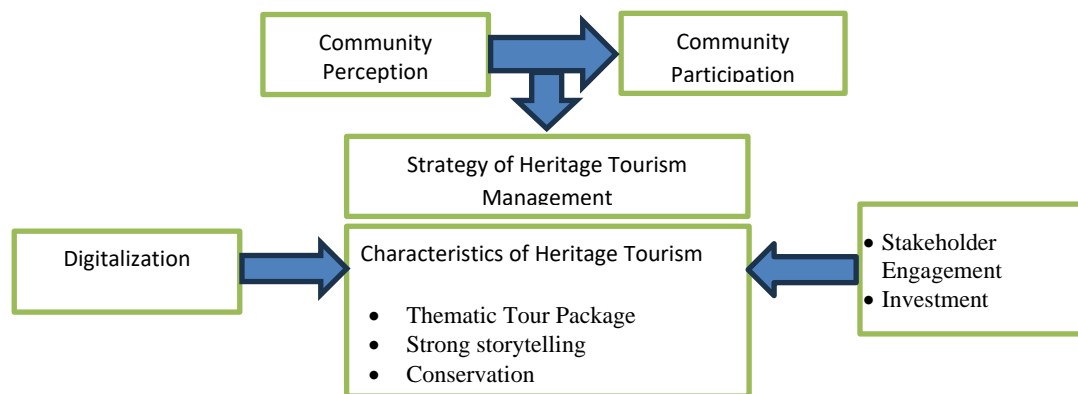 Community
Perception
Community
Participation
Strategy of Heritage Tourism
Management
Digitalization
Characteristics of Heritage Tourism
• Thematic Tour Package
• Strong storytelling
• Conservation
• Stakeholder
Engagement
• Investment